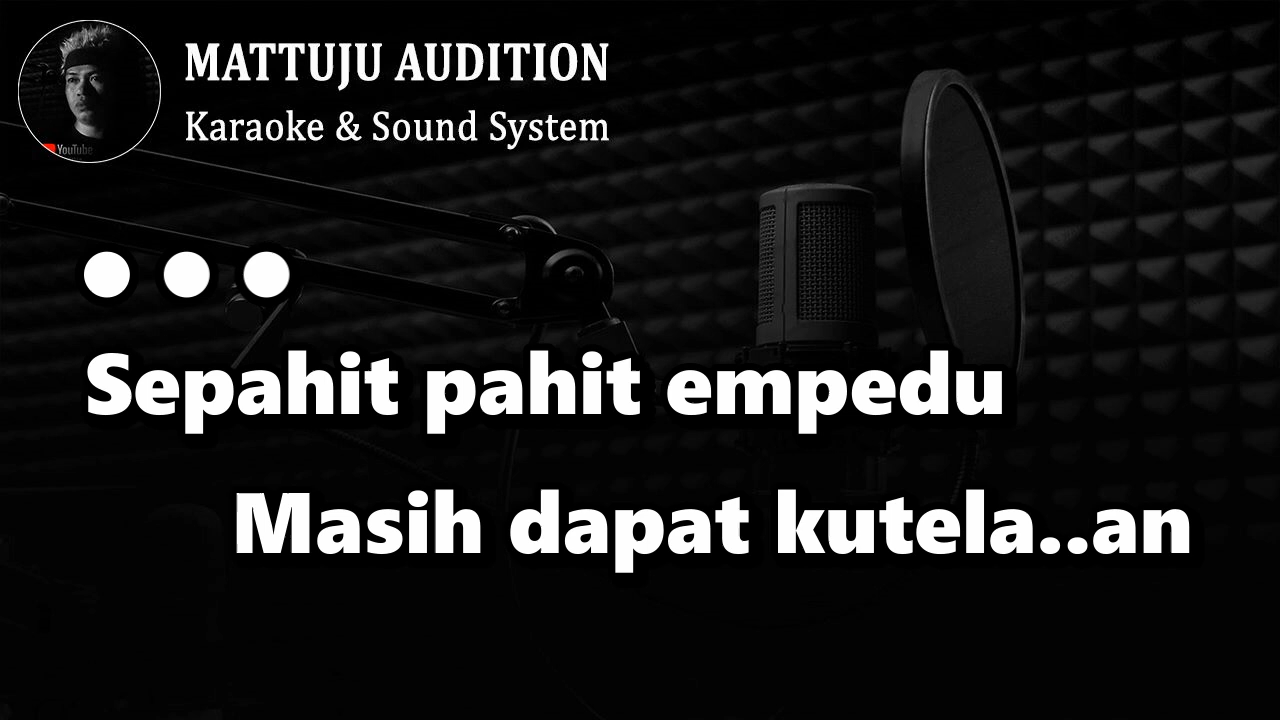 MATTUJU AUDITION
Karaoke & Sound System
YouTube
Sepahit pahit empedu
Masih dapat kutela..an